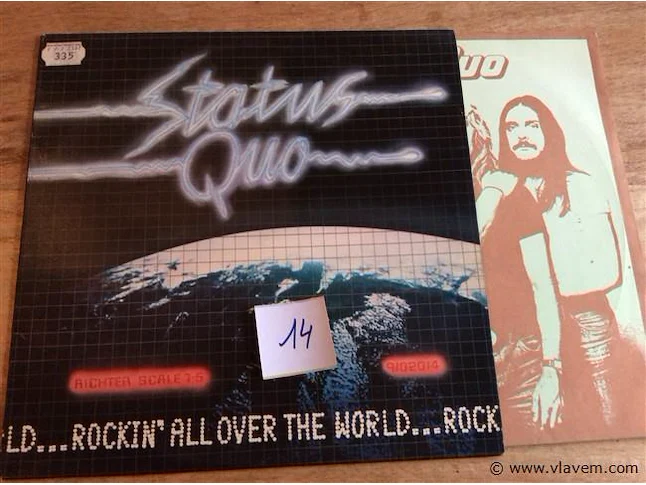 335
Status
Quo
uo
14
RICHTER SCALE 7·5
9102014
LD...ROCKIN' ALL OVER THE WORLD...ROCK
© www.vlavem.com